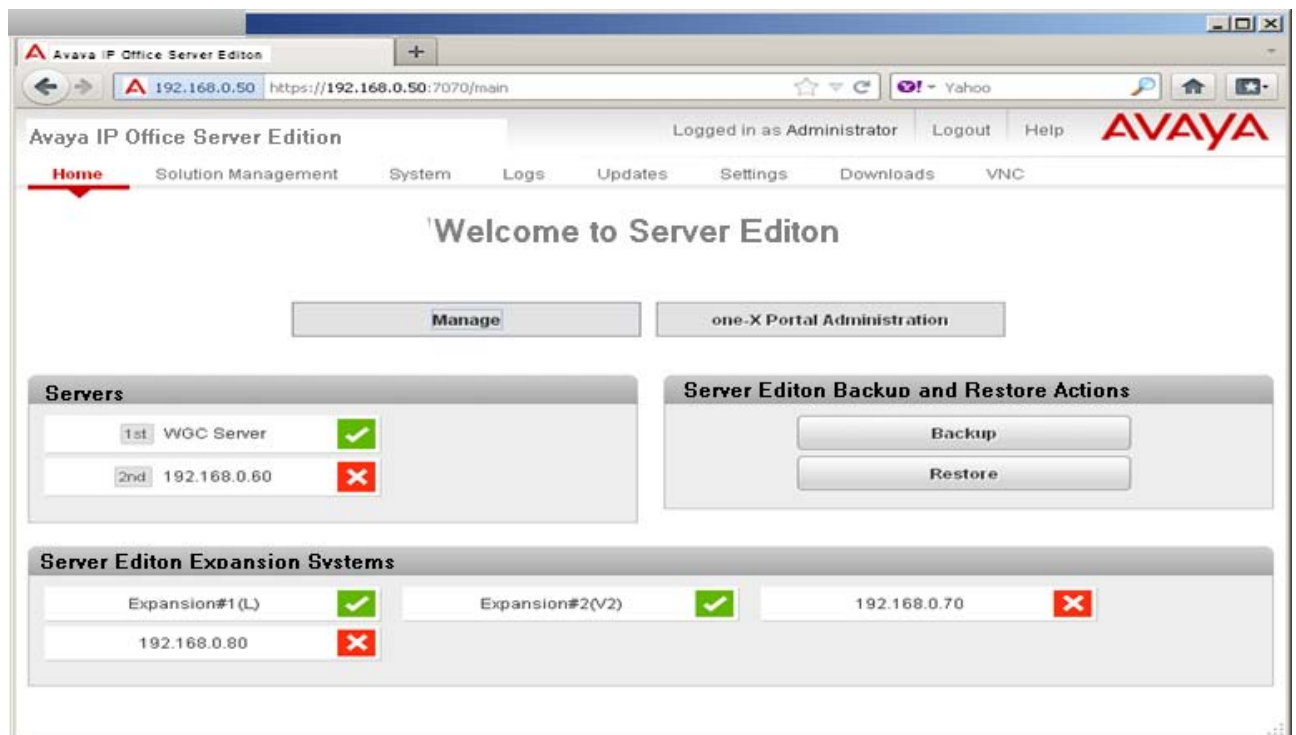 Avaya IP Office Server Editon
192.168.0.50 https://192.168.0.50:7070/main
Yahoo
Avaya IP Office Server Edition
Logged in as Administrator Logout Help AVAYA
Home Solution Management System Logs Updates Settings Downloads VNC
Welcome to Server Editon
Manage one-X Portal Administration
Servers
1st WGC Server
2nd 192.168.0.60
Server Editon Backup and Restore Actions
Backup
Restore
Server Editon Expansion Systems
Expansion#1(L) Expansion#2(V2) 192.168.0.70
192.168.0.80